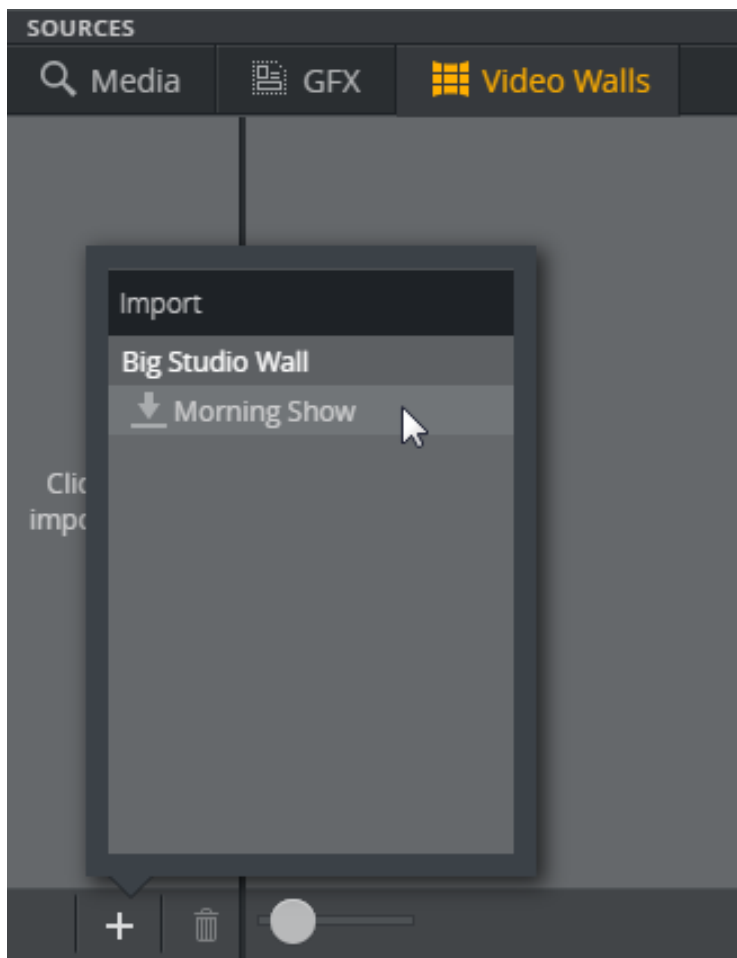 SOURCES
Media GFX Video Walls
Import
Big Studio Wall
Morning Show